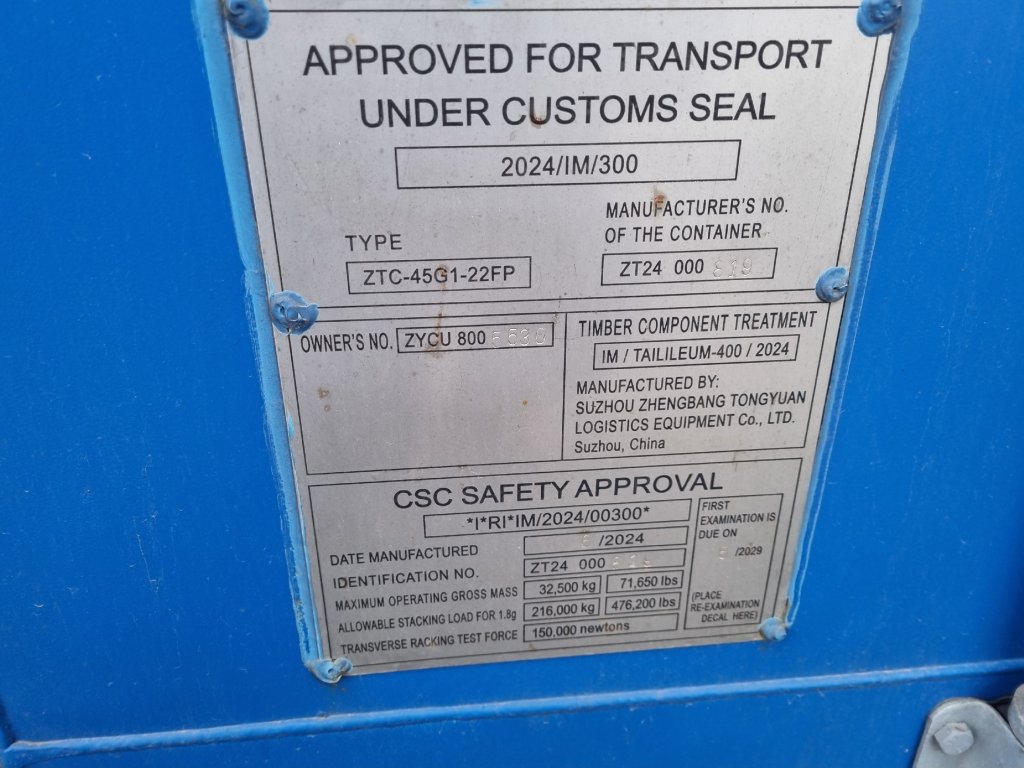 APPROVED FOR TRANSPORT
UNDER CUSTOMS SEAL
2024/IM/300
TYPE
ZTC-45G1-22FP
MANUFACTURER'S NO.
OF THE CONTAINER
ZT24 000 819
OWNER'S NO. ZYCU 800
TIMBER COMPONENT TREATMENT
IM / TAILILEUM-400 / 2024
MANUFACTURED BY:
SUZHOU ZHENGBANG TONGYUAN
LOGISTICS EQUIPMENT Co., LTD.
Suzhou, China
CSC SAFETY APPROVAL
*I*RI*IM/2024/00300*
DATE MANUFACTURED /2024
IDENTIFICATION NO. ZT24 000 819
MAXIMUM OPERATING GROSS MASS 32,500 kg 71,650 lbs
ALLOWABLE STACKING LOAD FOR 1.8g 216,000 kg 476,200 lbs
TRANSVERSE RACKING TEST FORCE 150,000 newtons
FIRST
EXAMINATION IS
DUE ON
/2029
(PLACE
RE-EXAMINATION
DECAL HERE)